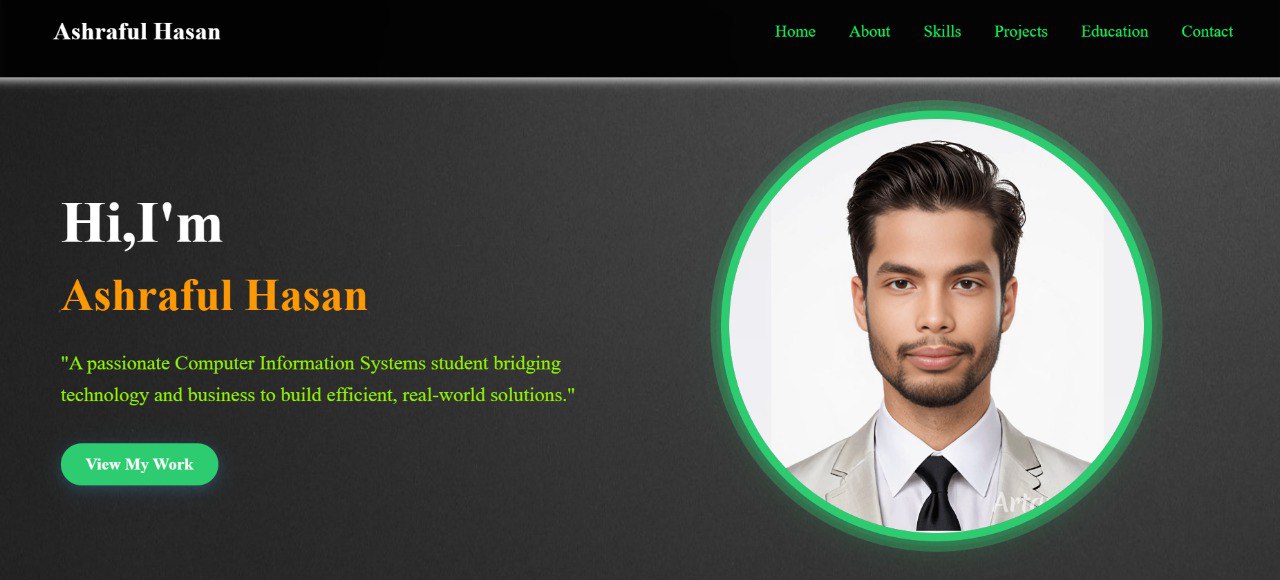 Ashraful Hasan
Home About Skills Projects Education Contact
Hi,I'm
Ashraful Hasan
"A passionate Computer Information Systems student bridging
technology and business to build efficient, real-world solutions."
View My Work